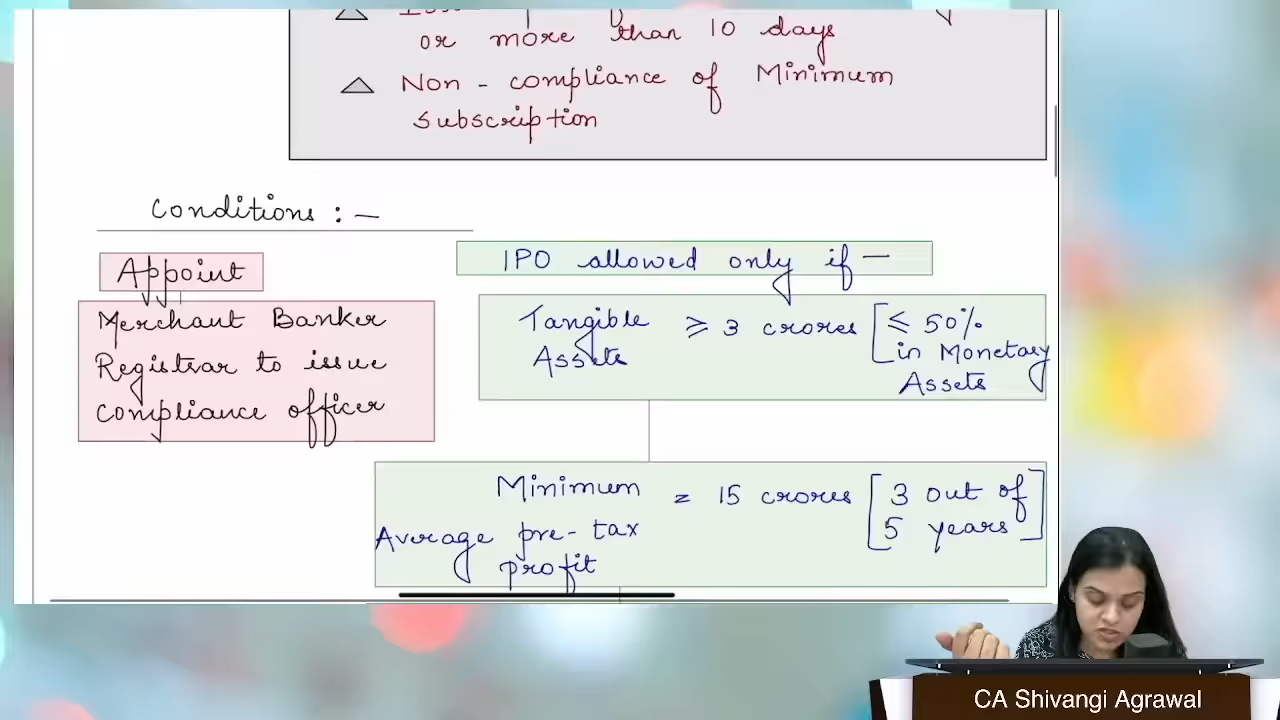 or more than 10 days
Non - compliance of Minimum
subscription
Conditions : —
Appoint
Merchant Banker
Registrar to issue
Compliance officer
IPO allowed only if —
Tangible ≥ 3 crores [ ≤ 50%
Assets in Monetary
Assets
Minimum = 15 crores [ 3 out of ]
Average pre-tax 5 years
profit
CA Shivangi Agrawal